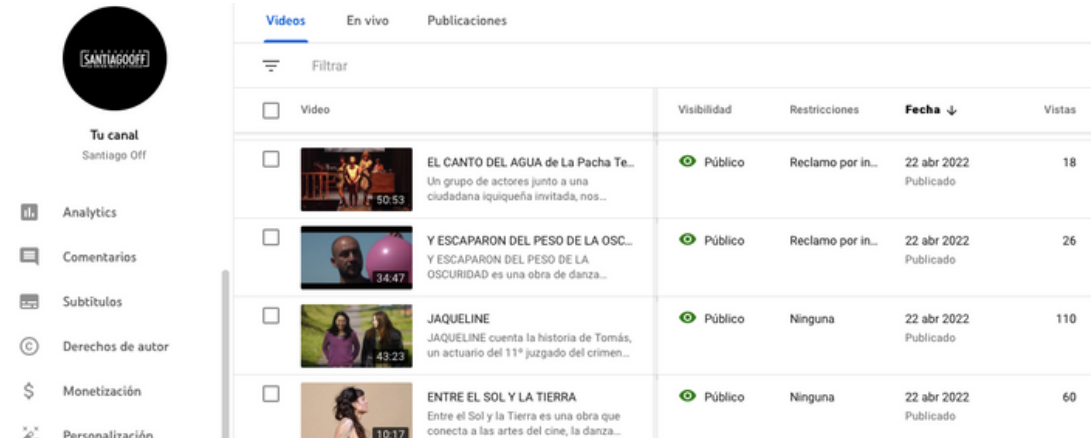 SANTIAGOOFF
Tu canal
Santiago Off
Analytics
Comentarios
Subtítulos
Derechos de autor
Monetización
Personalización
Videos
En vivo
Publicaciones
Filtrar
Video
Visibilidad
Restricciones
Fecha ↓
Vistas
50:53
EL CANTO DEL AGUA de La Pacha Te...
Un grupo de actores junto a una
ciudadana iquiqueña invitada, nos...
Público
Reclamo por in...
22 abr 2022
Publicado
18
34:47
Y ESCAPARON DEL PESO DE LA OSC...
Y ESCAPARON DEL PESO DE LA
OSCURIDAD es una obra de danza...
Público
Reclamo por in...
22 abr 2022
Publicado
26
43:23
JAQUELINE
JAQUELINE cuenta la historia de Tomás,
un actuario del 11º juzgado del crimen...
Público
Ninguna
22 abr 2022
Publicado
110
10:17
ENTRE EL SOL Y LA TIERRA
Entre el Sol y la Tierra es una obra que
conecta a las artes del cine, la danza...
Público
Ninguna
22 abr 2022
Publicado
60